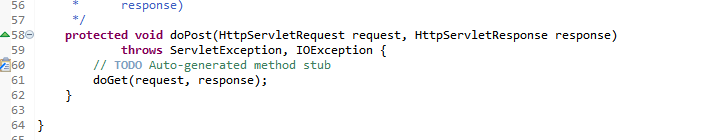 56 * response)
57 */
58 protected void doPost(HttpServletRequest request, HttpServletResponse response)
59 throws ServletException, IOException {
60 // TODO Auto-generated method stub
61 doGet(request, response);
62 }
63
64 }
65